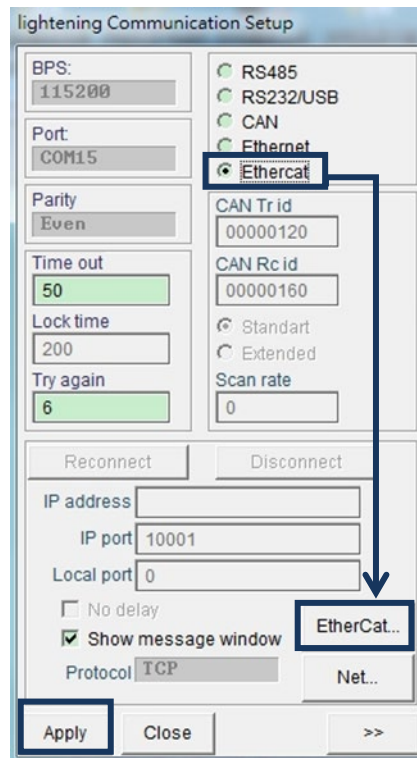 lightening Communication Setup
BPS:
115200
Port:
COM15
Parity
Even
Time out
50
Lock time
200
Try again
6
RS485
RS232/USB
CAN
Ethernet
Ethercat
CAN Tr id
00000120
CAN Rc id
00000160
Standart
Extended
Scan rate
0
Reconnect Disconnect
IP address
IP port 10001
Local port 0
No delay
Show message window
EtherCat...
Protocol TCP
Net...
Apply Close >>